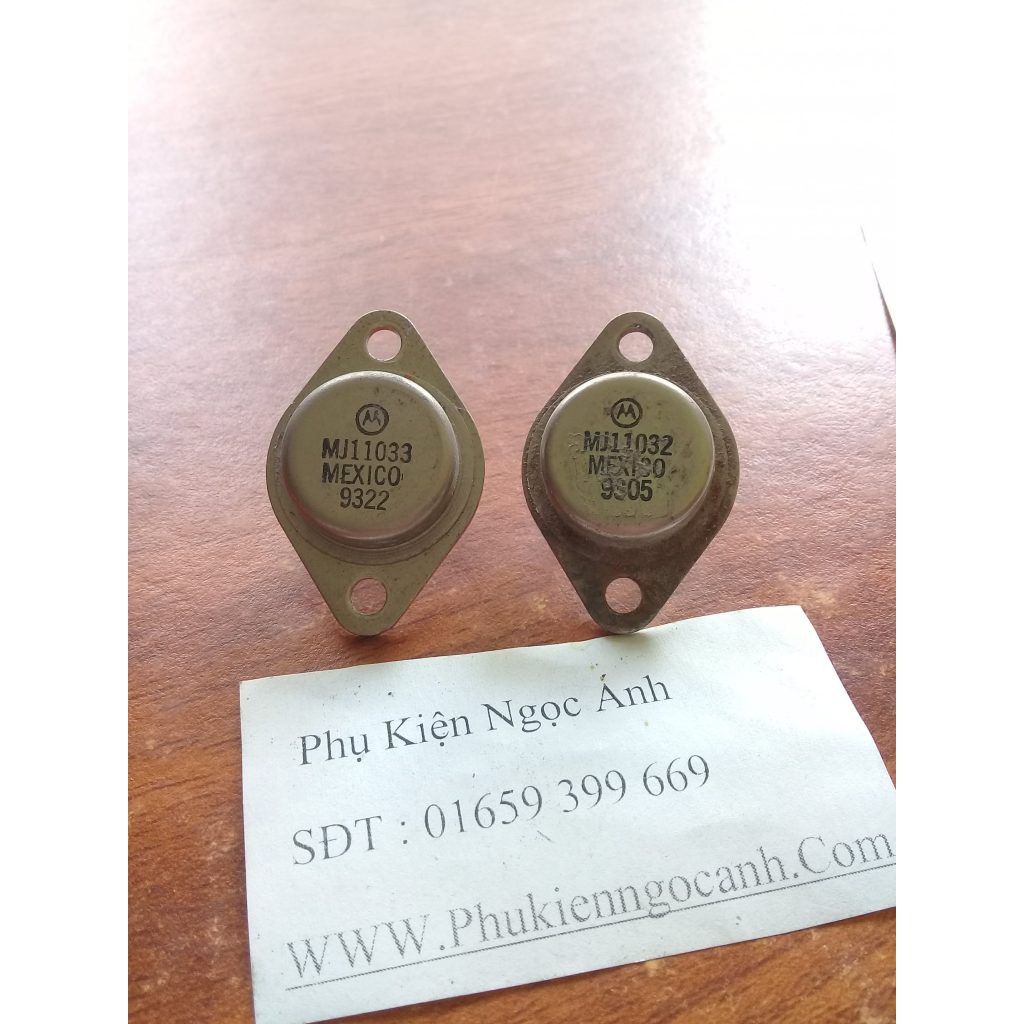 MJ11033
MEXICO
9322
MJ11032
MEXICO
9305
Phụ Kiện Ngọc Ánh
SĐT : 01659 399 669
WWW.Phukienngocanh.Com